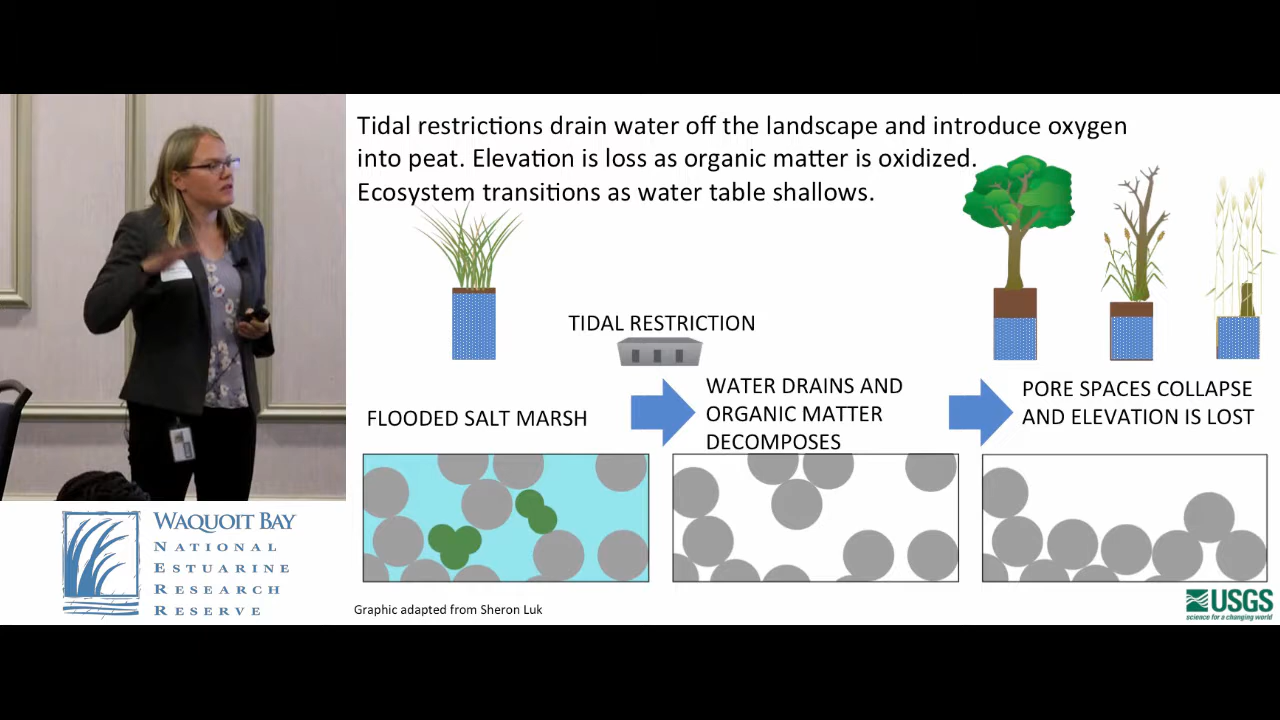 Tidal restrictions drain water off the landscape and introduce oxygen
into peat. Elevation is loss as organic matter is oxidized.
Ecosystem transitions as water table shallows.
TIDAL RESTRICTION
FLOODED SALT MARSH
WATER DRAINS AND
ORGANIC MATTER
DECOMPOSES
PORE SPACES COLLAPSE
AND ELEVATION IS LOST
WAQUOIT BAY
NATIONAL
ESTUARINE
RESEARCH
RESERVE
Graphic adapted from Sheron Luk
USGS
science for a changing world